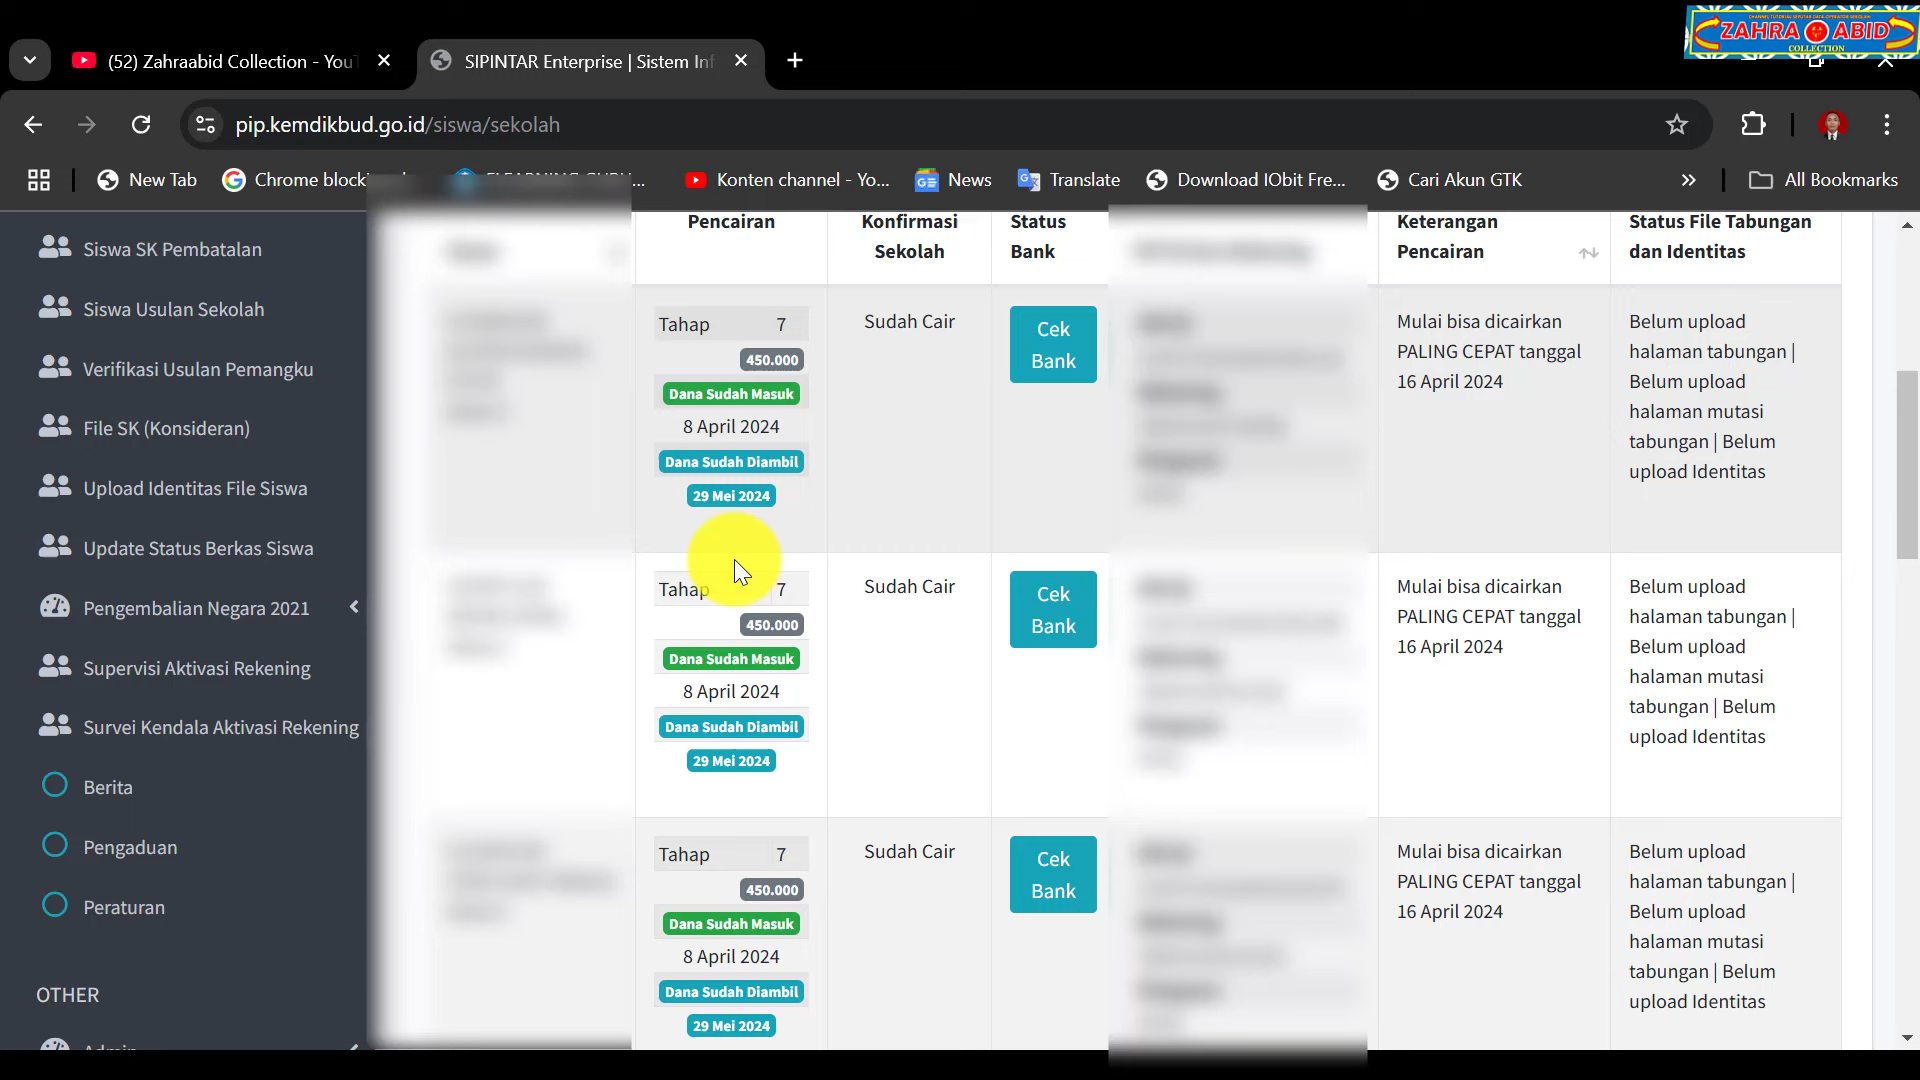 ZAHRA ABID
COLLECTION
(52) Zahraabid Collection - YouT
SIPINTAR Enterprise | Sistem Inf
pip.kemdikbud.go.id/siswa/sekolah
New Tab
Chrome block
Konten channel - Yo...
News
Translate
Download IObit Fre...
Cari Akun GTK
All Bookmarks
Siswa SK Pembatalan
Siswa Usulan Sekolah
Verifikasi Usulan Pemangku
File SK (Konsideran)
Upload Identitas File Siswa
Update Status Berkas Siswa
Pengembalian Negara 2021
Supervisi Aktivasi Rekening
Survei Kendala Aktivasi Rekening
Berita
Pengaduan
Peraturan
OTHER
Admin
Pencairan
Konfirmasi
Sekolah
Status
Bank
Keterangan
Pencairan
Status File Tabungan
dan Identitas
Tahap 7
450.000
Dana Sudah Masuk
8 April 2024
Dana Sudah Diambil
29 Mei 2024
Sudah Cair
Cek
Bank
Mulai bisa dicairkan
PALING CEPAT tanggal
16 April 2024
Belum upload
halaman tabungan |
Belum upload
halaman mutasi
tabungan | Belum
upload Identitas
Tahap 7
450.000
Dana Sudah Masuk
8 April 2024
Dana Sudah Diambil
29 Mei 2024
Sudah Cair
Cek
Bank
Mulai bisa dicairkan
PALING CEPAT tanggal
16 April 2024
Belum upload
halaman tabungan |
Belum upload
halaman mutasi
tabungan | Belum
upload Identitas
Tahap 7
450.000
Dana Sudah Masuk
8 April 2024
Dana Sudah Diambil
29 Mei 2024
Sudah Cair
Cek
Bank
Mulai bisa dicairkan
PALING CEPAT tanggal
16 April 2024
Belum upload
halaman tabungan |
Belum upload
halaman mutasi
tabungan | Belum
upload Identitas